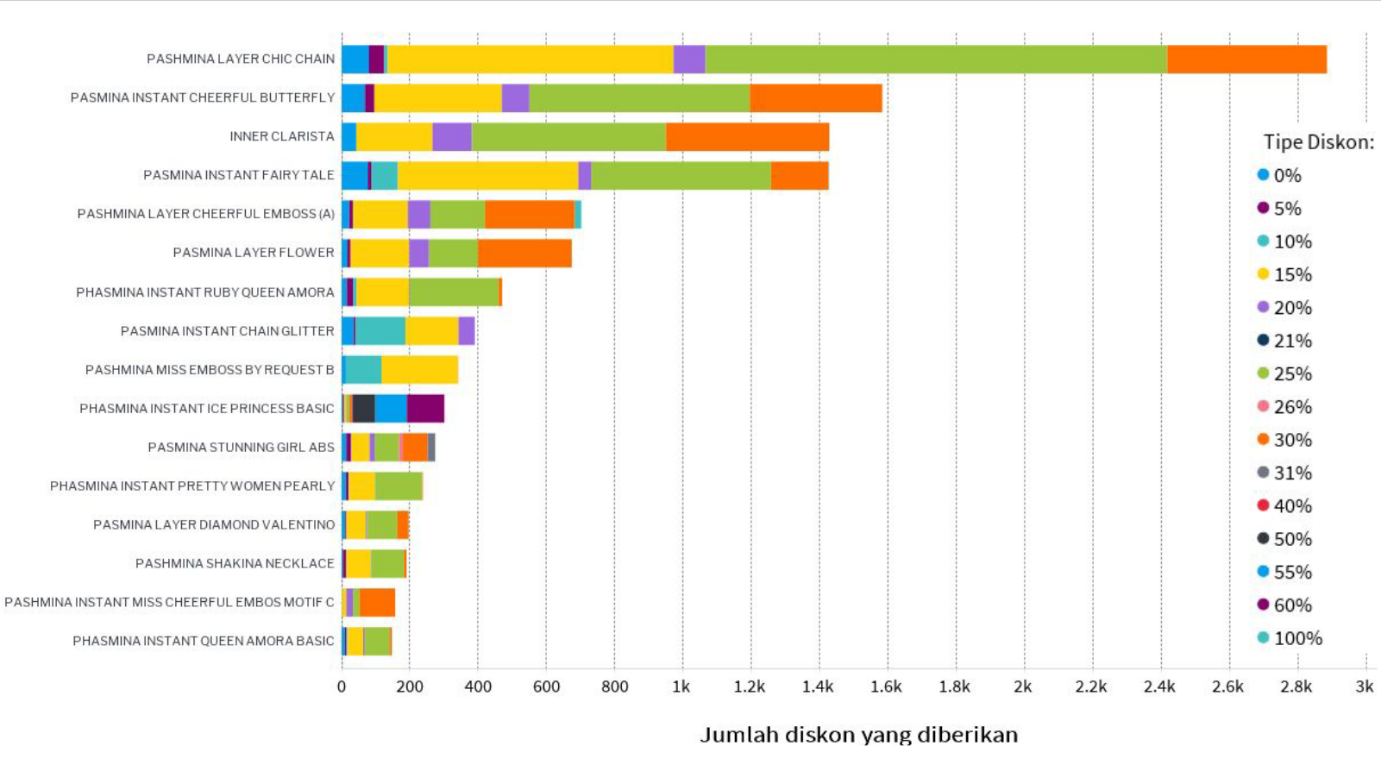 PASHMINA LAYER CHIC CHAIN
PASMINA INSTANT CHEERFUL BUTTERFLY
INNER CLARISTA
PASMINA INSTANT FAIRY TALE
PASHMINA LAYER CHEERFUL EMBOSS (A)
PASMINA LAYER FLOWER
PHASMINA INSTANT RUBY QUEEN AMORA
PASMINA INSTANT CHAIN GLITTER
PASHMINA MISS EMBOSS BY REQUEST B
PHASMINA INSTANT ICE PRINCESS BASIC
PASMINA STUNNING GIRL ABS
PHASMINA INSTANT PRETTY WOMEN PEARLY
PASMINA LAYER DIAMOND VALENTINO
PASHMINA SHAKINA NECKLACE
PASHMINA INSTANT MISS CHEERFUL EMBOS MOTIF C
PHASMINA INSTANT QUEEN AMORA BASIC
0 200 400 600 800 1k 1.2k 1.4k 1.6k 1.8k 2k 2.2k 2.4k 2.6k 2.8k 3k
Jumlah diskon yang diberikan
Tipe Diskon:
0%
5%
10%
15%
20%
21%
25%
26%
30%
31%
40%
50%
55%
60%
100%